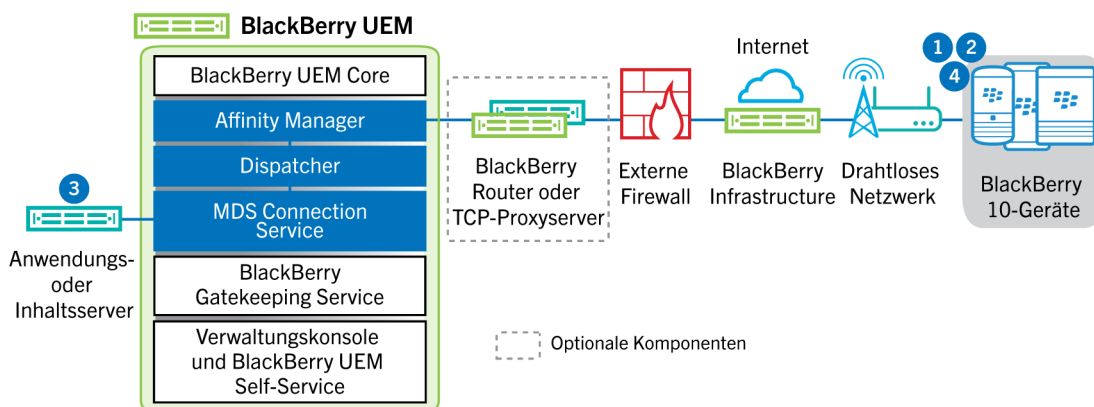 BlackBerry UEM
BlackBerry UEM Core
Affinity Manager
Dispatcher
MDS Connection
Service
BlackBerry
Gatekeeping Service
Verwaltungskonsole
und BlackBerry UEM
Self-Service
3
Anwendungs-
oder
Inhaltsserver
BlackBerry
Router oder
TCP-Proxyserver
Externe
Firewall
Internet
BlackBerry
Infrastructure
Drahtloses
Netzwerk
1 2
4
BlackBerry
10-Geräte
Optionale Komponenten